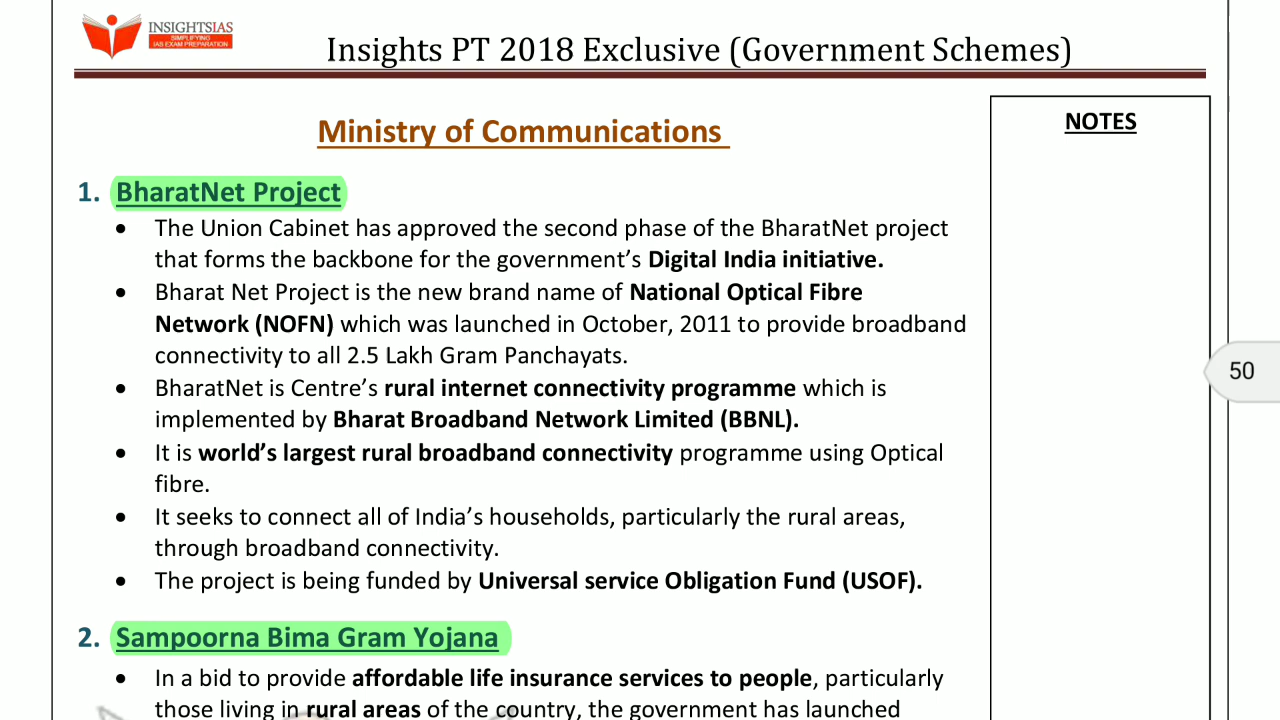 INSIGHTSIAS
SIMPLIFYING
IAS EXAM PREPARATION
Insights PT 2018 Exclusive (Government Schemes)
NOTES
Ministry of Communications
1. BharatNet Project
• The Union Cabinet has approved the second phase of the BharatNet project
that forms the backbone for the government’s Digital India initiative.
• Bharat Net Project is the new brand name of National Optical Fibre
Network (NOFN) which was launched in October, 2011 to provide broadband
connectivity to all 2.5 Lakh Gram Panchayats.
• BharatNet is Centre’s rural internet connectivity programme which is
implemented by Bharat Broadband Network Limited (BBNL).
• It is world’s largest rural broadband connectivity programme using Optical
fibre.
• It seeks to connect all of India’s households, particularly the rural areas,
through broadband connectivity.
• The project is being funded by Universal service Obligation Fund (USOF).
2. Sampoorna Bima Gram Yojana
• In a bid to provide affordable life insurance services to people, particularly
those living in rural areas of the country, the government has launched
50